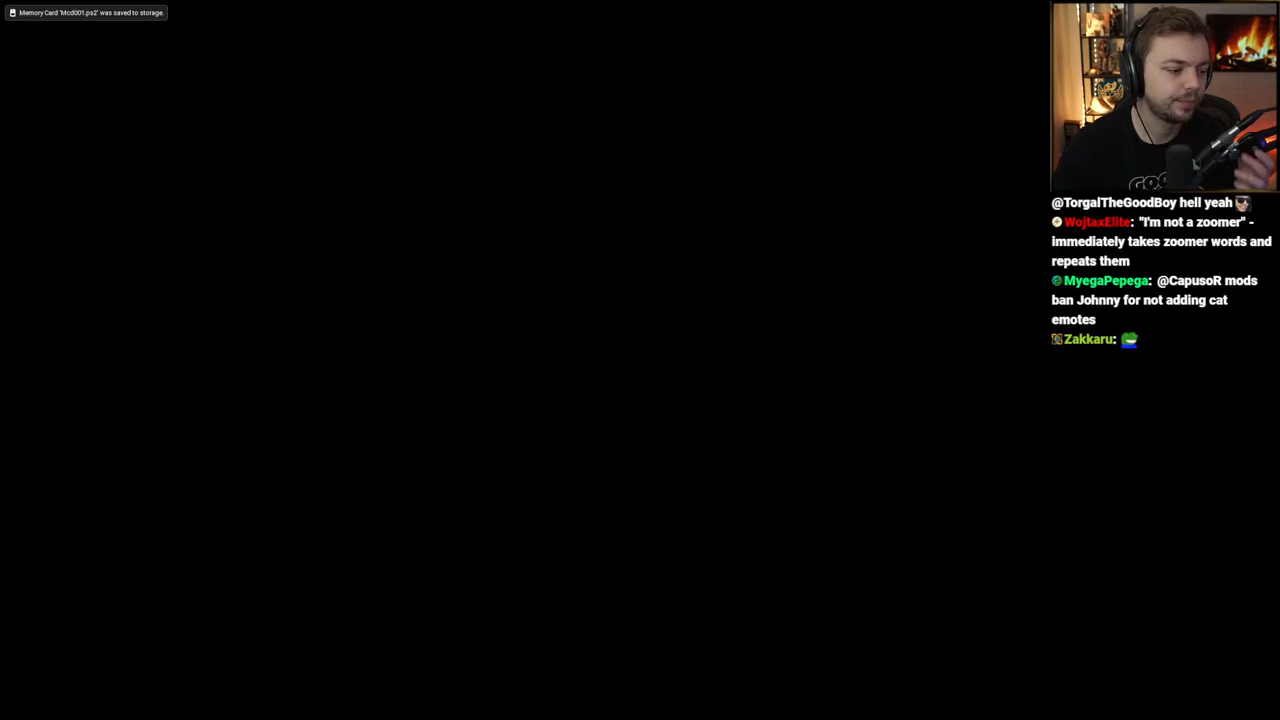 Memory Card 'Mcd001.ps2' was saved to storage.
@TorgalTheGoodBoy hell yeah
WojtaxElite: "I'm not a zoomer" -
immediately takes zoomer words and
repeats them
MyegaPepega: @CapusoR mods
ban Johnny for not adding cat
emotes
Zakkaru: